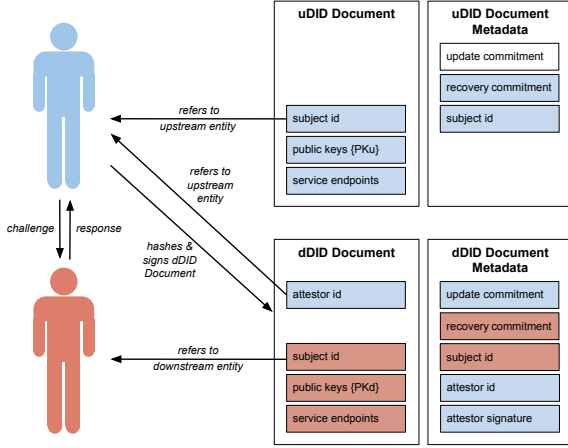 uDID Document
uDID Document
Metadata
update commitment
recovery commitment
subject id
refers to
upstream entity
subject id
public keys {PKu}
service endpoints
refers to
upstream
entity
challenge
response
hashes &
signs dDID
Document
dDID Document
dDID Document
Metadata
attestor id
update commitment
recovery commitment
refers to
downstream entity
subject id
subject id
public keys {PKd}
attestor id
service endpoints
attestor signature